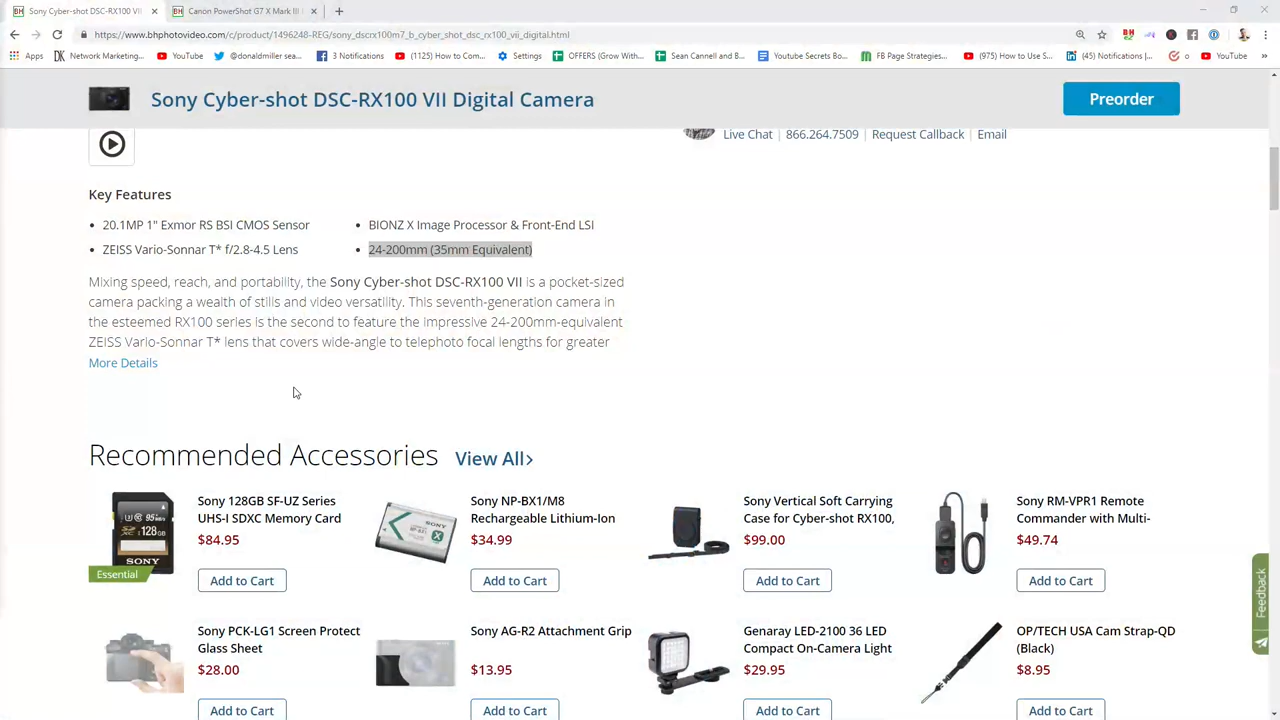 Sony Cyber-shot DSC-RX100 VII
Canon PowerShot G7 X Mark III
https://www.bhphotovideo.com/c/product/1496248-REG/sony_dscrx100m7_b_cyber_shot_dsc_rx100_vii_digital.html
Apps
Network Marketing...
YouTube
@donaldmiller sea...
3 Notifications
(1125) How to Com...
Settings
OFFERS (Grow With...
Sean Cannell and B...
Youtube Secrets Bo...
FB Page Strategies...
(975) How to Use S...
(45) Notifications |...
YouTube
Sony Cyber-shot DSC-RX100 VII Digital Camera
Preorder
Live Chat | 866.264.7509 | Request Callback | Email
Key Features
• 20.1MP 1" Exmor RS BSI CMOS Sensor
• ZEISS Vario-Sonnar T* f/2.8-4.5 Lens
• BIONZ X Image Processor & Front-End LSI
• 24-200mm (35mm Equivalent)
Mixing speed, reach, and portability, the Sony Cyber-shot DSC-RX100 VII is a pocket-sized
camera packing a wealth of stills and video versatility. This seventh-generation camera in
the esteemed RX100 series is the second to feature the impressive 24-200mm-equivalent
ZEISS Vario-Sonnar T* lens that covers wide-angle to telephoto focal lengths for greater
More Details
Recommended Accessories
View All›
Sony 128GB SF-UZ Series
UHS-I SDXC Memory Card
$84.95
Essential
Add to Cart
Sony NP-BX1/M8
Rechargeable Lithium-Ion
$34.99
Add to Cart
Sony Vertical Soft Carrying
Case for Cyber-shot RX100,
$99.00
Add to Cart
Sony RM-VPR1 Remote
Commander with Multi-
$49.74
Add to Cart
Sony PCK-LG1 Screen Protect
Glass Sheet
$28.00
Add to Cart
Sony AG-R2 Attachment Grip
$13.95
Add to Cart
Genaray LED-2100 36 LED
Compact On-Camera Light
$29.95
Add to Cart
OP/TECH USA Cam Strap-QD
(Black)
$8.95
Add to Cart
Feedback